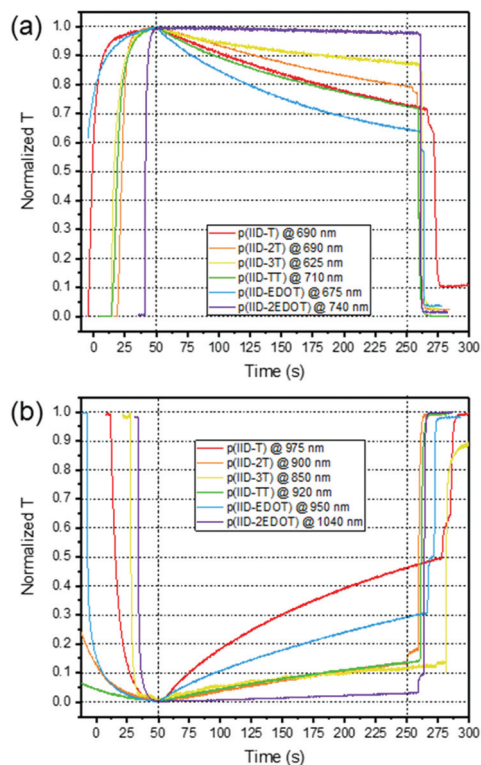 (a)
1.0
0.9
0.8
0.7
0.6
0.5
0.4
0.3
0.2
0.1
0.0
Normalized T
p(IID-T) @ 690 nm
p(IID-2T) @ 690 nm
p(IID-3T) @ 625 nm
p(IID-TT) @ 710 nm
p(IID-EDOT) @ 675 nm
p(IID-2EDOT) @ 740 nm
0 25 50 75 100 125 150 175 200 225 250 275 300
Time (s)
(b)
1.0
0.9
0.8
0.7
0.6
0.5
0.4
0.3
0.2
0.1
0.0
Normalized T
p(IID-T) @ 975 nm
p(IID-2T) @ 900 nm
p(IID-3T) @ 850 nm
p(IID-TT) @ 920 nm
p(IID-EDOT) @ 950 nm
p(IID-2EDOT) @ 1040 nm
0 25 50 75 100 125 150 175 200 225 250 275 300
Time (s)